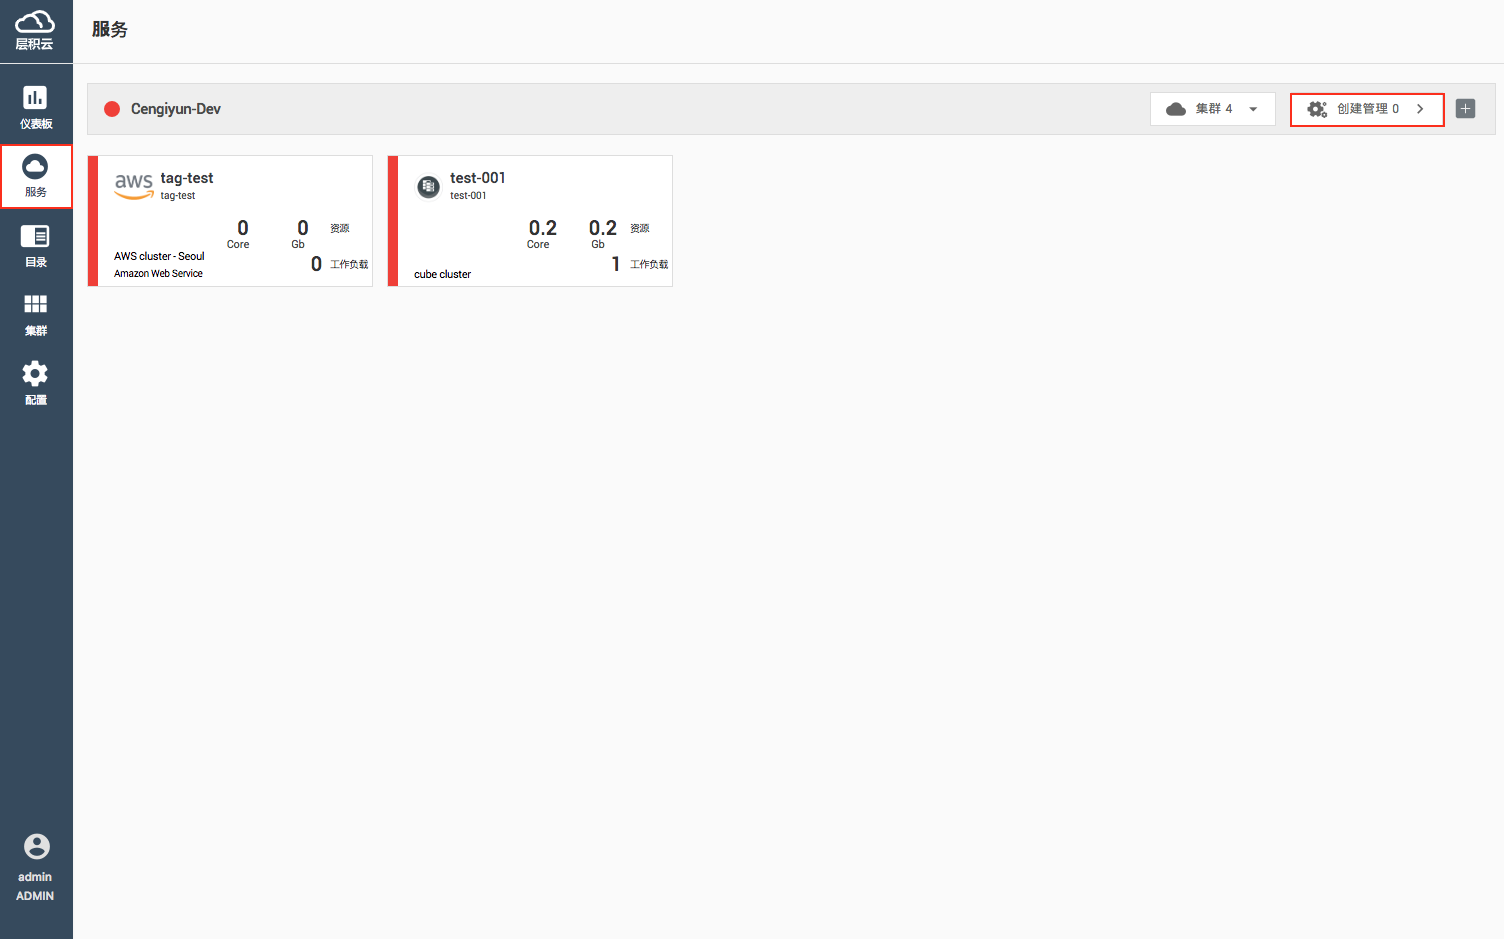 层积云
服务
仪表板
服务
目录
集群
配置
admin
ADMIN
Cengiyun-Dev
集群 4
创建管理 0
aws
tag-test
tag-test
0 0 资源
Core Gb
AWS cluster - Seoul
0 工作负载
Amazon Web Service
test-001
test-001
0.2 0.2 资源
Core Gb
1 工作负载
cube cluster